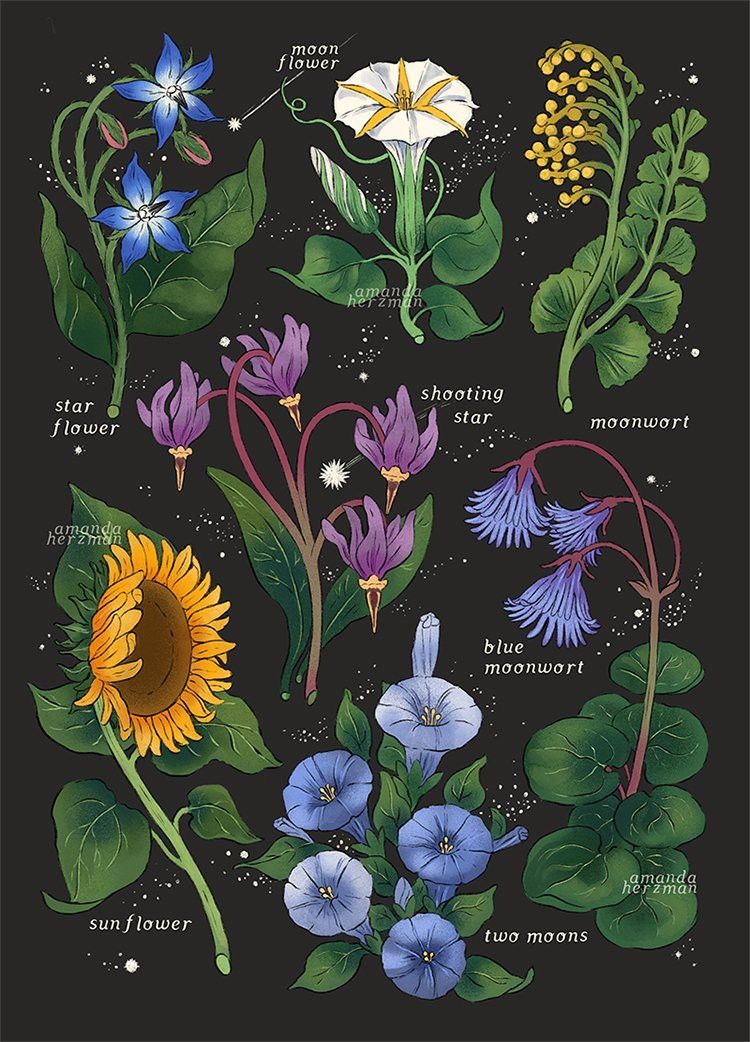 moon
flower
amanda
herzman
star
flower
shooting
star
moonwort
amanda
herzman
blue
moonwort
amanda
herzman
sunflower
two moons